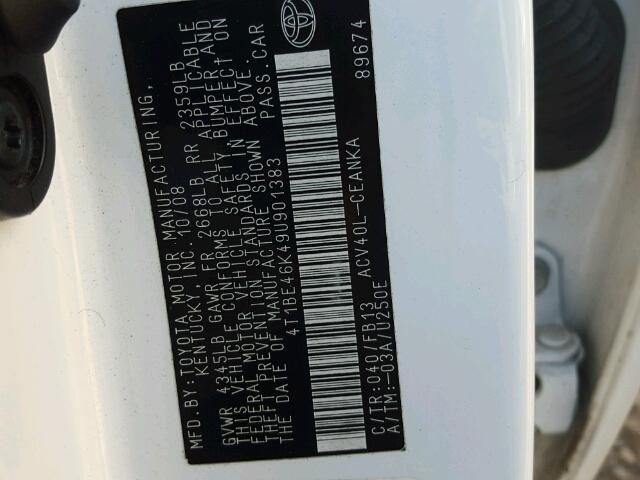 MFD. BY: TOYOTA MOTOR MANUFACTURING,
KENTUCKY, INC. 10/08
GVWR 4345LB GAWR FR 2668LB RR 2359LB
THIS VEHICLE CONFORMS TO ALL APPLICABLE
FEDERAL MOTOR VEHICLE SAFETY, BUMPER, AND
THEFT PREVENTION STANDARDS IN EFFECT ON
THE DATE OF MANUFACTURE SHOWN ABOVE.
4T1BE46K49U901383 PASS. CAR
C/TR: 040/FB13 ACV40L-CEANKA 89674
A/TM: -03A/U250E